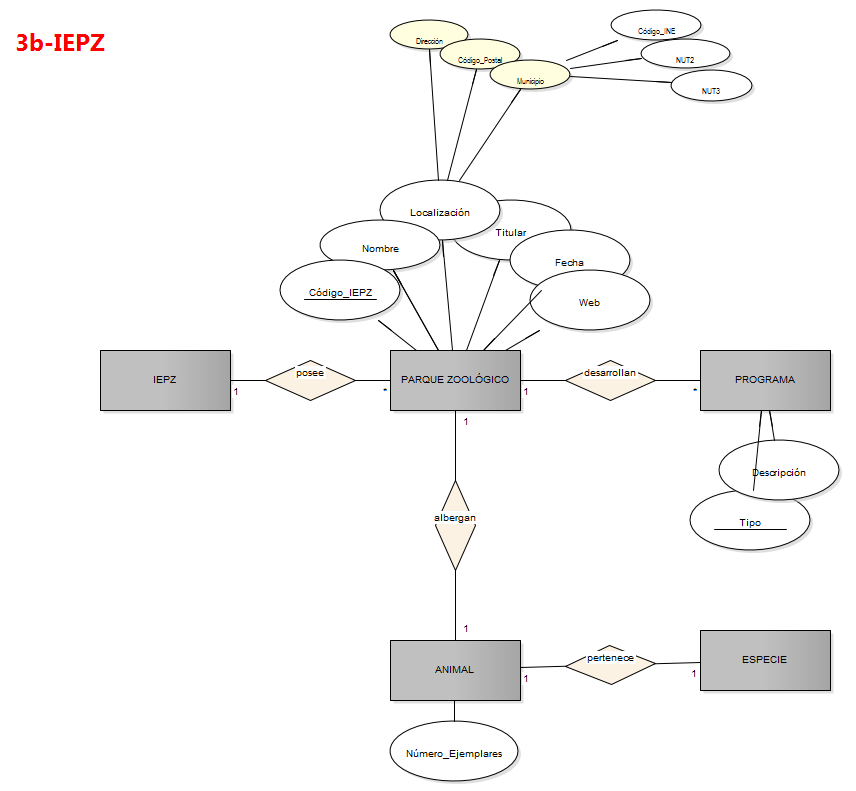 3b-IEPZ
Dirección
Código_INE
Código_Postal
NUT2
Municipio
NUT3
Localización
Titular
Nombre
Fecha
Código_IEPZ
Web
IEPZ
posee
PARQUE ZOOLÓGICO
desarrollan
PROGRAMA
1
*
1
*
1
Descripción
albergan
Tipo
1
ANIMAL
pertenece
ESPECIE
1
1
Número_Ejemplares